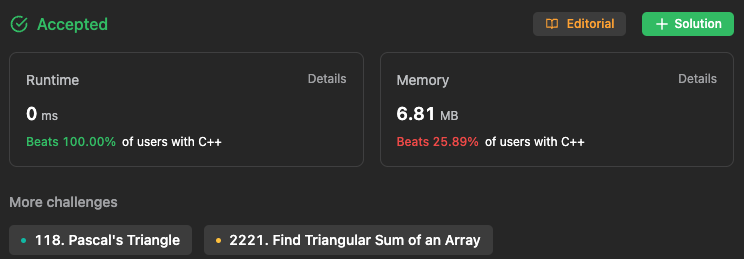 Accepted
Editorial
+ Solution
Runtime Details
0 ms
Beats 100.00% of users with C++
Memory Details
6.81 MB
Beats 25.89% of users with C++
More challenges
118. Pascal's Triangle
2221. Find Triangular Sum of an Array